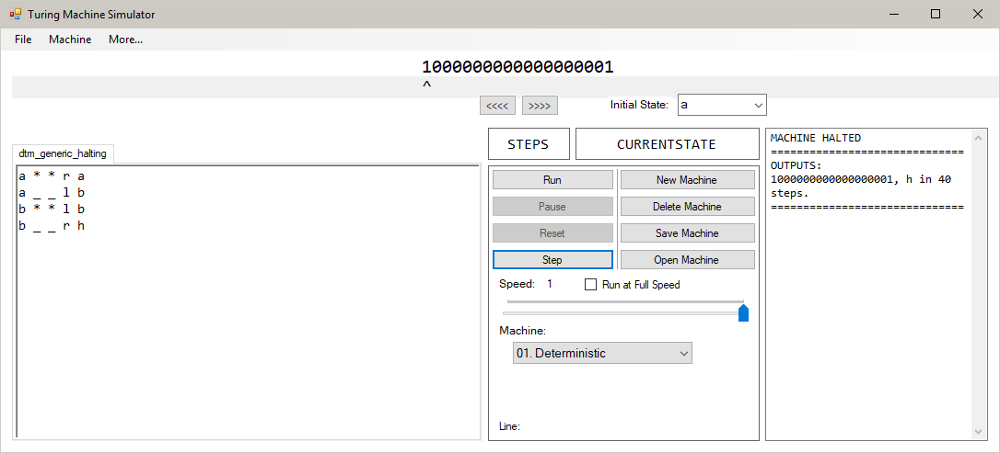 Turing Machine Simulator
File Machine More...
1000000000000000001
^
<<<< >>>> Initial State: a
dtm_generic_halting
a * * r a
a _ _ l b
b * * l b
b _ _ r h
STEPS CURRENTSTATE
Run New Machine
Pause Delete Machine
Reset Save Machine
Step Open Machine
Speed: 1 Run at Full Speed
Machine:
01. Deterministic
Line:
MACHINE HALTED
==============================
OUTPUTS:
1000000000000000001, h in 40
steps.
==============================